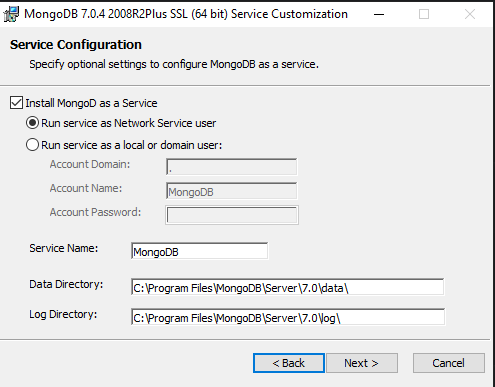 MongoDB 7.0.4 2008R2Plus SSL (64 bit) Service Customization
Service Configuration
Specify optional settings to configure MongoDB as a service.
Install MongoD as a Service
Run service as Network Service user
Run service as a local or domain user:
Account Domain: .
Account Name: MongoDB
Account Password:
Service Name: MongoDB
Data Directory: C:\Program Files\MongoDB\Server\7.0\data\
Log Directory: C:\Program Files\MongoDB\Server\7.0\log\
< Back Next > Cancel